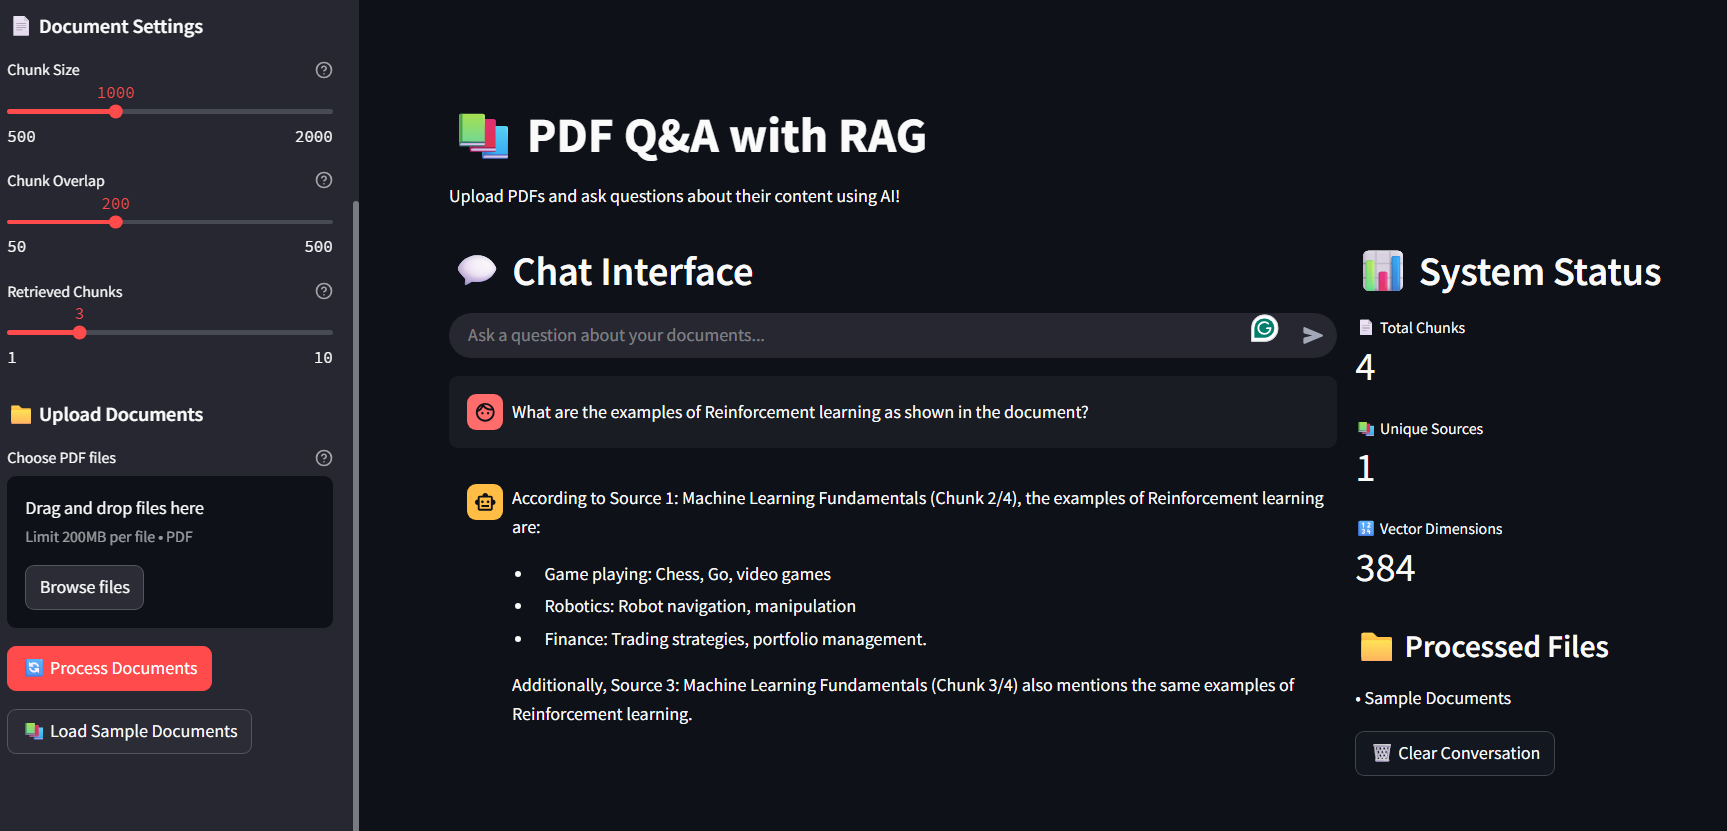 Document Settings
Chunk Size
1000
500 2000
Chunk Overlap
200
50 500
Retrieved Chunks
3
1 10
Upload Documents
Choose PDF files
Drag and drop files here
Limit 200MB per file • PDF
Browse files
Process Documents
Load Sample Documents
PDF Q&A with RAG
Upload PDFs and ask questions about their content using AI!
Chat Interface
Ask a question about your documents...
What are the examples of Reinforcement learning as shown in the document?
According to Source 1: Machine Learning Fundamentals (Chunk 2/4), the examples of Reinforcement learning
are:
• Game playing: Chess, Go, video games
• Robotics: Robot navigation, manipulation
• Finance: Trading strategies, portfolio management.
Additionally, Source 3: Machine Learning Fundamentals (Chunk 3/4) also mentions the same examples of
Reinforcement learning.
System Status
Total Chunks
4
Unique Sources
1
Vector Dimensions
384
Processed Files
• Sample Documents
Clear Conversation